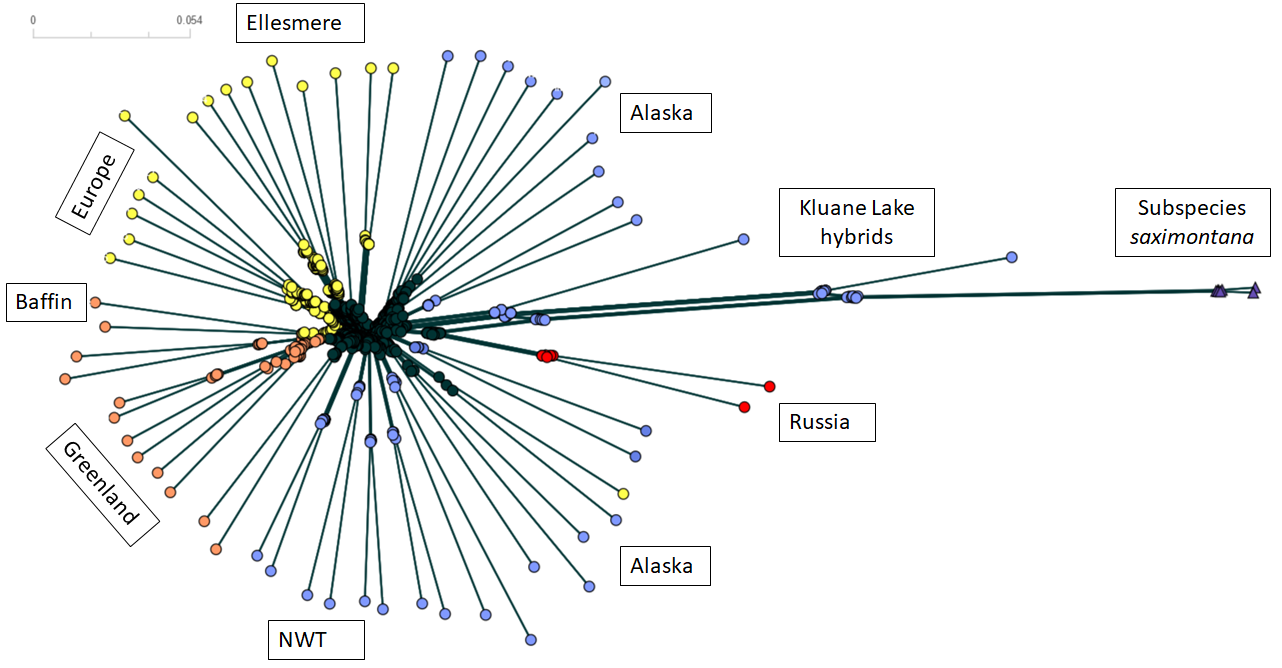 0
0.054
Ellesmere
Alaska
Europe
Kluane Lake
hybrids
Subspecies
saximontana
Baffin
Russia
Greenland
Alaska
NWT